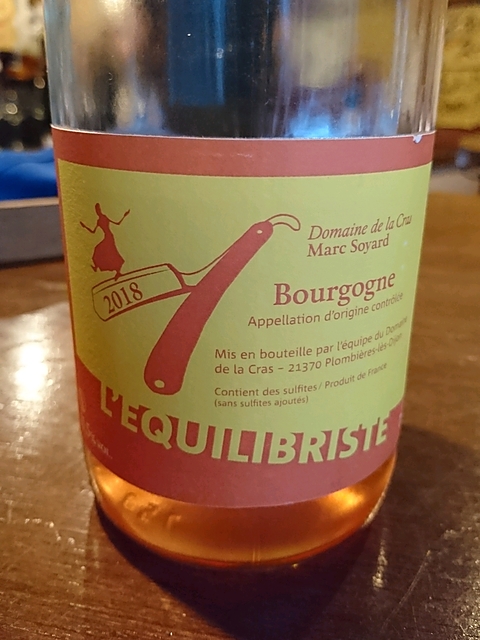 Domaine de la Cras
Marc Soyard
2018
Bourgogne
Appellation d'origine contrôlée
Mis en bouteille par l'équipe du Domaine
de la Cras – 21370 Plombières-lès-Dijon
Contient des sulfites / Produit de France
(sans sulfites ajoutés)
L'EQUILIBRISTE